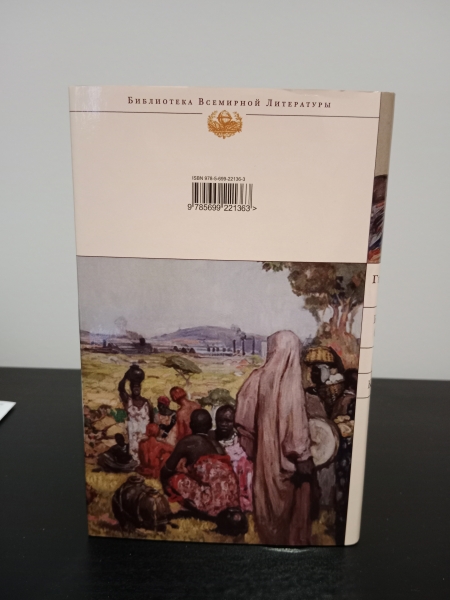 Библиотека Всемирной Литературы
ISBN 978-5-699-22136-3
9 785699 221363 >